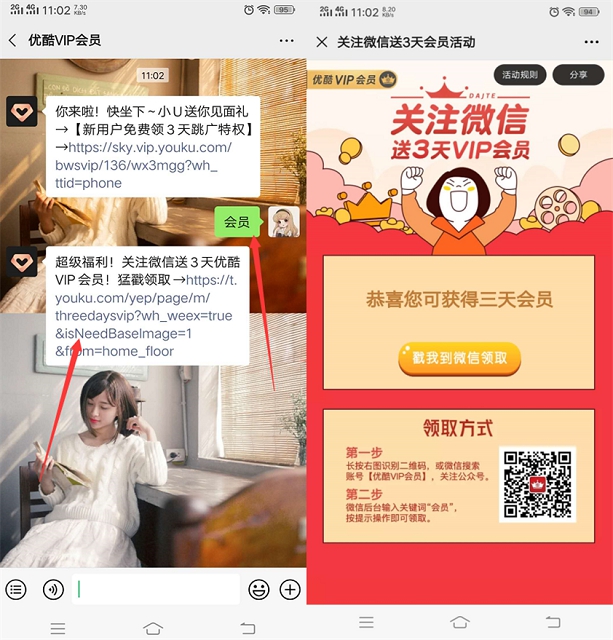 2G 4G 11:02 7.30 KB/S 95
优酷VIP会员
11:02
你来啦！快坐下～小U送你见面礼
→【新用户免费领３天跳广特权】
→https://sky.vip.youku.com/
bwsvip/136/wx3mgg?wh_
ttid=phone
会员
超级福利！关注微信送３天优酷
VIP会员！猛戳领取→https://t.
youku.com/yep/page/m/
threedaysvip?wh_weex=true
&isNeedBaseImage=1
&from=home_floor
2G 4G 11:02 8.20 KB/S 94
关注微信送3天会员活动
优酷VIP会员
活动规则
分享
DAJTE
关注微信
送3天VIP会员
恭喜您可获得三天会员
戳我到微信领取
领取方式
第一步
长按右图识别二维码，或微信搜索
账号【优酷VIP会员】，关注公众号。
第二步
微信后台输入关键词“会员”，
按提示操作即可领取。